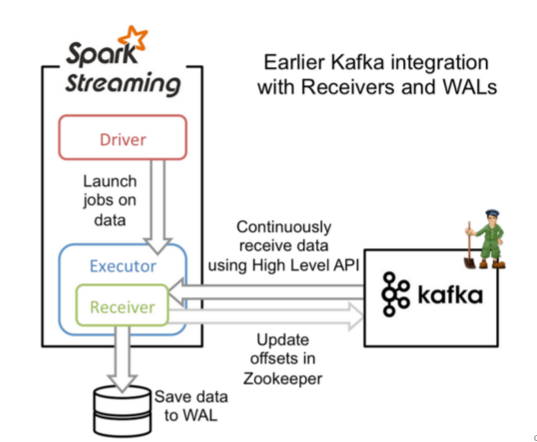 Spark
Streaming
Earlier Kafka integration
with Receivers and WALs
Driver
Launch
jobs on
data
Executor
Receiver
Continuously
receive data
using High Level API
kafka
Update
offsets in
Zookeeper
Save data
to WAL